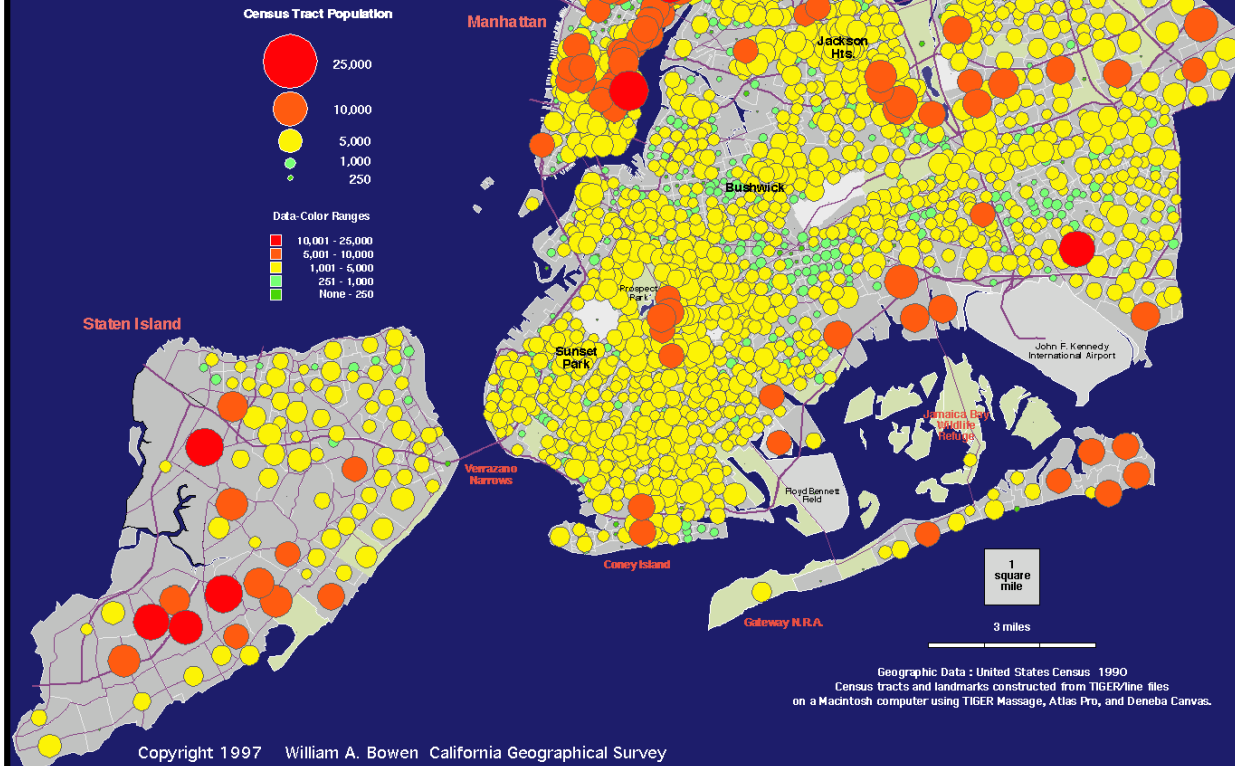 Census Tract Population
25,000
10,000
5,000
1,000
250
Data-Color Ranges
10,001 - 25,000
5,001 - 10,000
1,001 - 5,000
251 - 1,000
None - 250
Manhattan
Jackson
Hts.
Bushwick
Prospect
Park
Sunset
Park
Staten Island
John F. Kennedy
International Airport
Jamaica Bay
Wildlife
Refuge
Verrazano
Narrows
Floyd Bennett
Field
Coney Island
Gateway N.R.A.
1
square
mile
3 miles
Geographic Data : United States Census 1990
Census tracts and landmarks constructed from TIGER/line files
on a Macintosh computer using TIGER Massage, Atlas Pro, and Deneba Canvas.
Copyright 1997 William A. Bowen California Geographical Survey